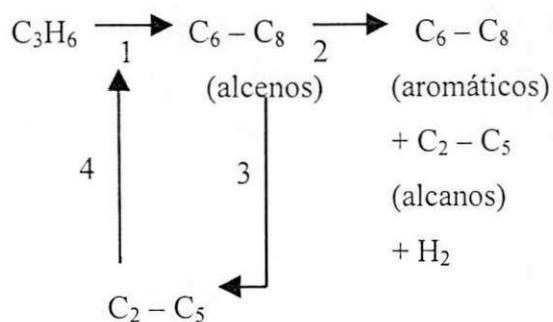 C₃H₆ 1 C₆ – C₈ 2 C₆ – C₈
(alcenos) (aromáticos)
+ C₂ – C₅
4 3 (alcanos)
+ H₂
C₂ – C₅